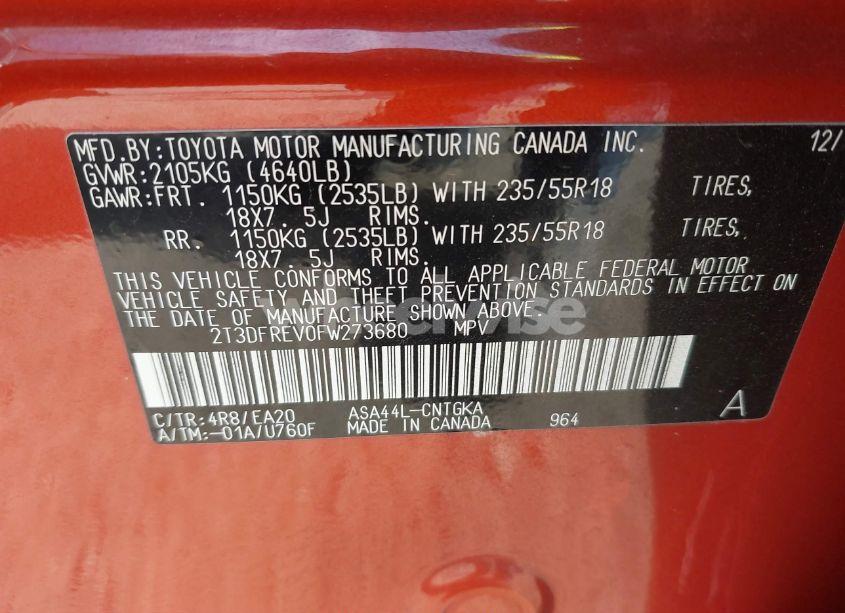 MFD.BY:TOYOTA MOTOR MANUFACTURING CANADA INC. 12/
GVWR:2105KG (4640LB)
GAWR:FRT. 1150KG (2535LB) WITH 235/55R18 TIRES,
18X7. 5J RIMS.
RR. 1150KG (2535LB) WITH 235/55R18 TIRES,
18X7. 5J RIMS.
THIS VEHICLE CONFORMS TO ALL APPLICABLE FEDERAL MOTOR
VEHICLE SAFETY AND THEFT PREVENTION STANDARDS IN EFFECT ON
THE DATE OF MANUFACTURE SHOWN ABOVE.
2T3DFREV0FW273680 MPV
C/TR:4R8/EA20 ASA44L-CNTGKA 964 A
A/TM:-01A/U760F MADE IN CANADA